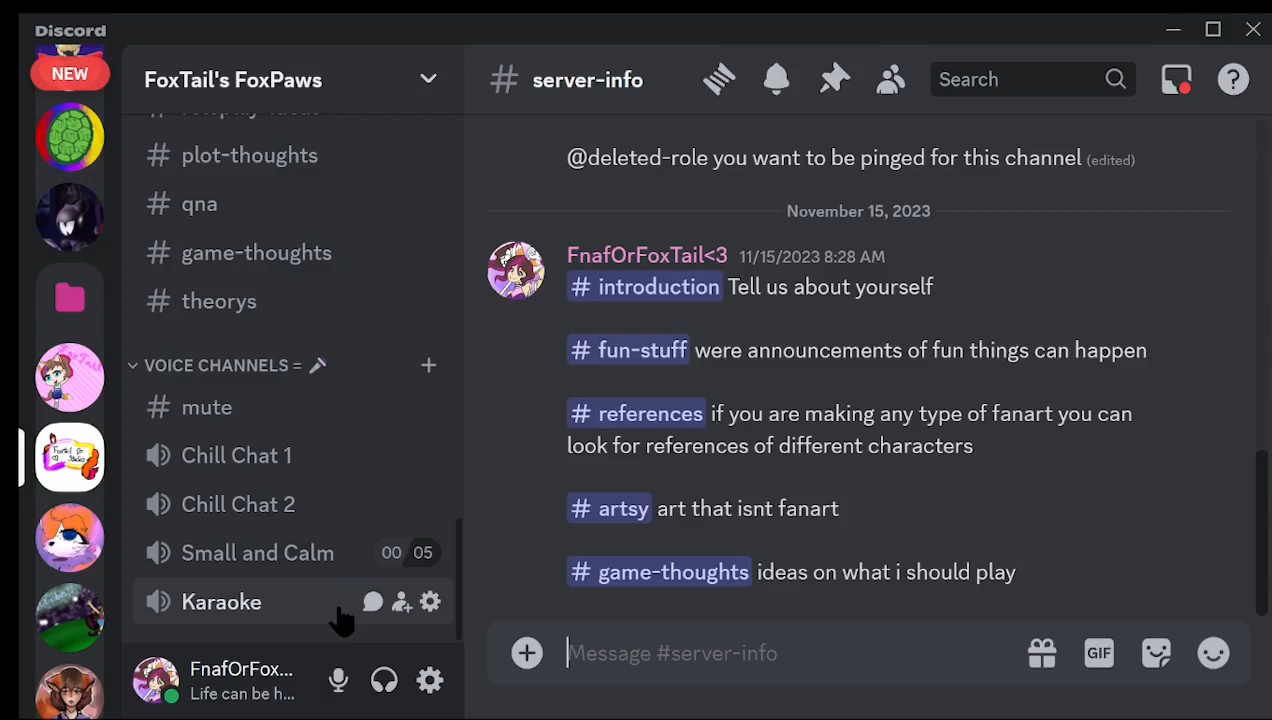 Discord
NEW
FoxTail's FoxPaws
plot-thoughts
qna
game-thoughts
theorys
VOICE CHANNELS =
mute
Chill Chat 1
Chill Chat 2
Small and Calm 00 05
Karaoke
FnafOrFox...
Life can be h...
# server-info
Search
@deleted-role you want to be pinged for this channel (edited)
November 15, 2023
FnafOrFoxTail<3 11/15/2023 8:28 AM
# introduction Tell us about yourself
# fun-stuff were announcements of fun things can happen
# references if you are making any type of fanart you can
look for references of different characters
# artsy art that isnt fanart
# game-thoughts ideas on what i should play
Message #server-info
GIF